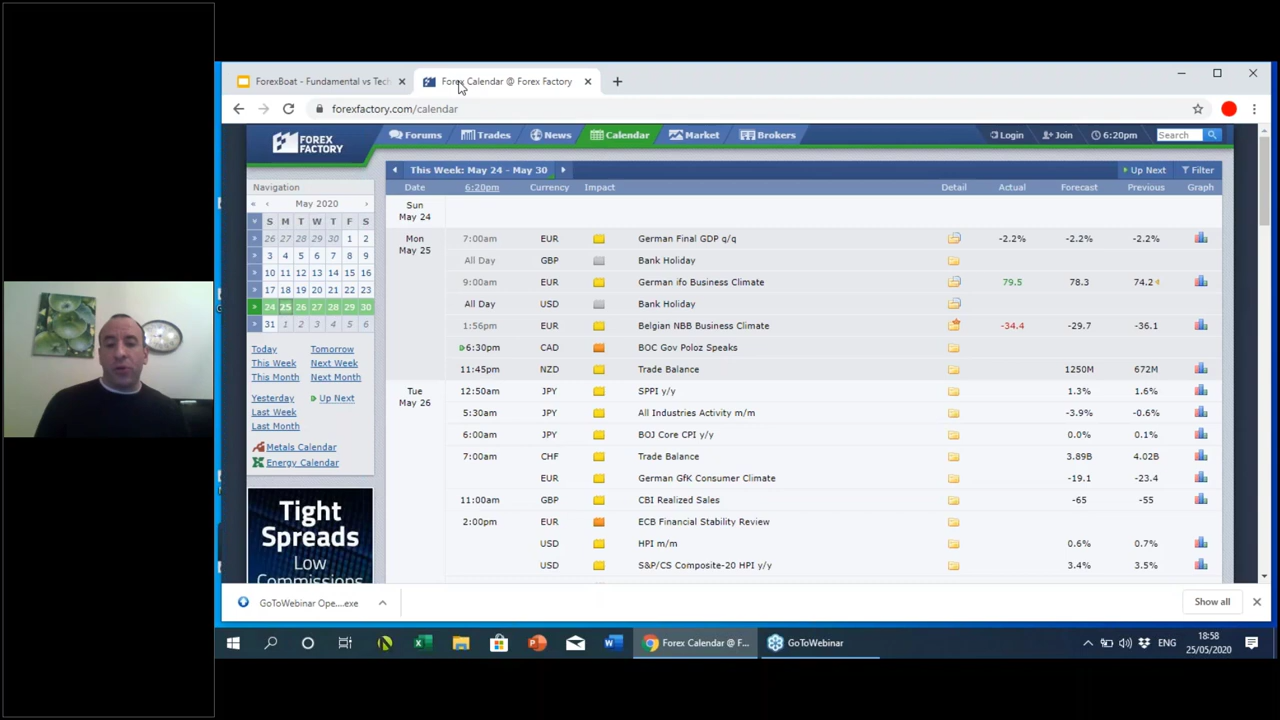 ForexBoat - Fundamental vs Tech
Forex Calendar @ Forex Factory
forexfactory.com/calendar
FOREX FACTORY
Forums Trades News Calendar Market Brokers Login Join 6:20pm Search
This Week: May 24 - May 30 Up Next Filter
Date 6:20pm Currency Impact Detail Actual Forecast Previous Graph
Navigation
« ‹ May 2020 ›
S M T W T F S
26 27 28 29 30 1 2
3 4 5 6 7 8 9
10 11 12 13 14 15 16
17 18 19 20 21 22 23
24 25 26 27 28 29 30
31 1 2 3 4 5 6
Today Tomorrow
This Week Next Week
This Month Next Month
Yesterday Up Next
Last Week
Last Month
Metals Calendar
Energy Calendar
Tight
Spreads
Low
Commissions
Sun
May 24
Mon
May 25
7:00am EUR German Final GDP q/q -2.2% -2.2% -2.2%
All Day GBP Bank Holiday
9:00am EUR German ifo Business Climate 79.5 78.3 74.2
All Day USD Bank Holiday
1:56pm EUR Belgian NBB Business Climate -34.4 -29.7 -36.1
6:30pm CAD BOC Gov Poloz Speaks
11:45pm NZD Trade Balance 1250M 672M
Tue
May 26
12:50am JPY SPPI y/y 1.3% 1.6%
5:30am JPY All Industries Activity m/m -3.9% -0.6%
6:00am JPY BOJ Core CPI y/y 0.0% 0.1%
7:00am CHF Trade Balance 3.89B 4.02B
EUR German GfK Consumer Climate -19.1 -23.4
11:00am GBP CBI Realized Sales -65 -55
2:00pm EUR ECB Financial Stability Review
USD HPI m/m 0.6% 0.7%
USD S&P/CS Composite-20 HPI y/y 3.4% 3.5%
GoToWebinar Ope....exe
Show all
Forex Calendar @ F...
GoToWebinar
ENG
18:58
25/05/2020